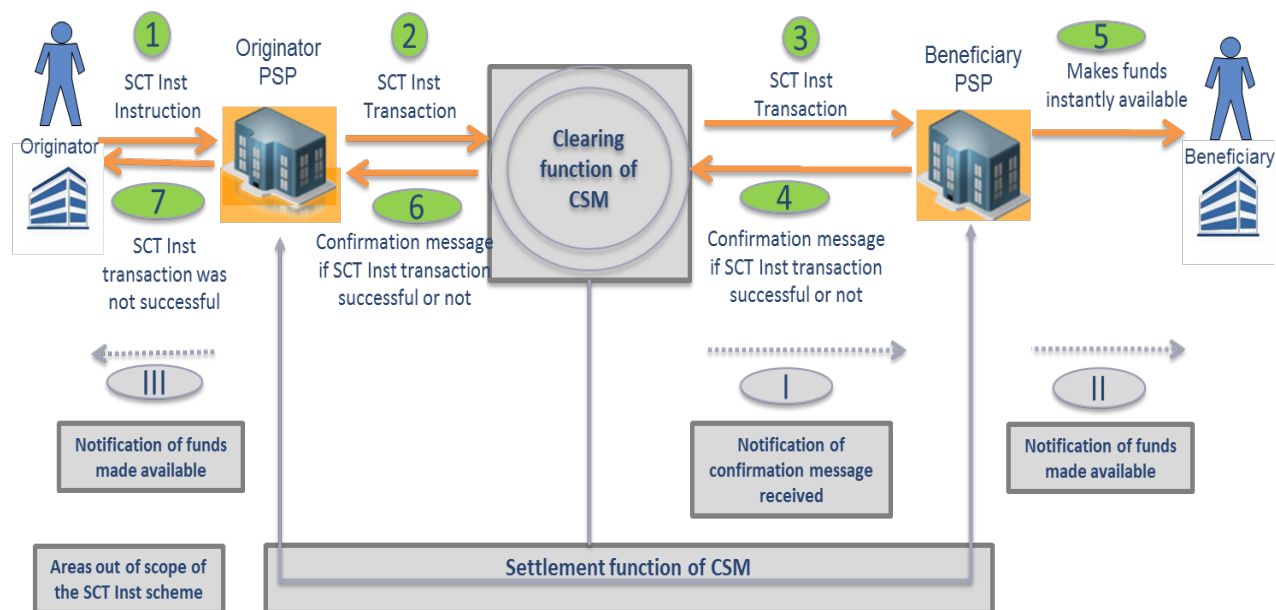 1
SCT Inst
Instruction
Originator
PSP
2
SCT Inst
Transaction
3
SCT Inst
Transaction
Beneficiary
PSP
5
Makes funds
instantly available
Originator
Clearing
function of
CSM
Beneficiary
7
SCT Inst
transaction was
not successful
6
Confirmation message
if SCT Inst transaction
successful or not
4
Confirmation message
if SCT Inst transaction
successful or not
III
Notification of funds
made available
I
Notification of
confirmation message
received
II
Notification of funds
made available
Areas out of scope of
the SCT Inst scheme
Settlement function of CSM